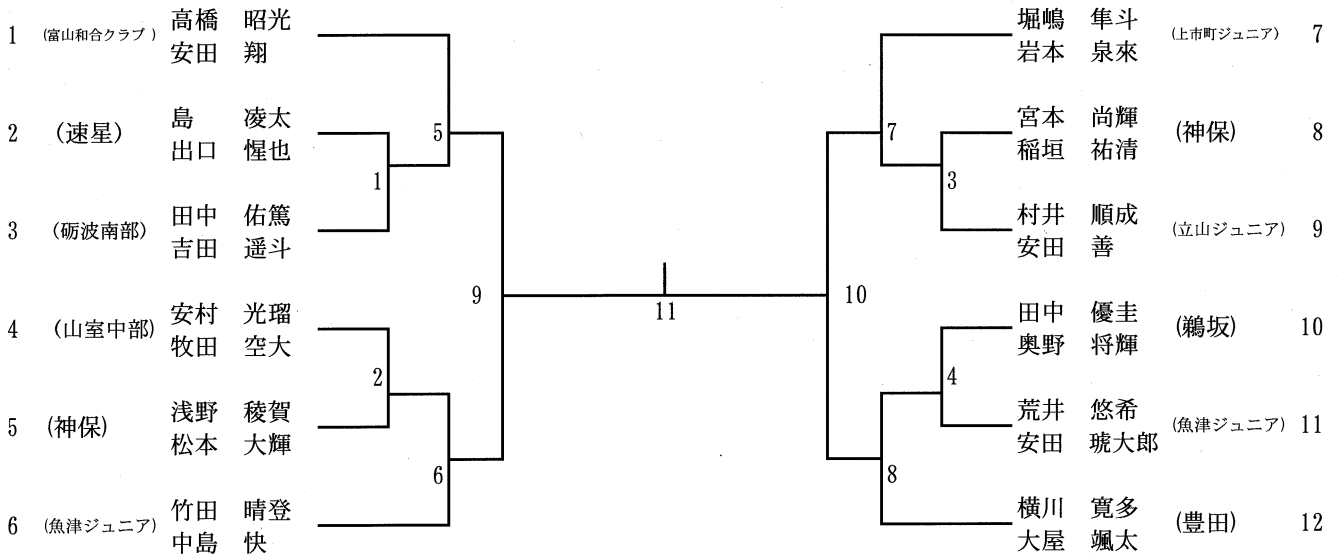 1 (富山和合クラブ) 高橋 昭光
安田 翔
2 (速星) 島 凌太
出口 惺也
3 (砺波南部) 田中 佑篤
吉田 遥斗
4 (山室中部) 安村 光瑠
牧田 空大
5 (神保) 浅野 稜賀
松本 大輝
6 (魚津ジュニア) 竹田 晴登
中島 快
5
1
9
2
6
11
7
3
10
4
8
堀嶋 隼斗 (上市町ジュニア) 7
岩本 泉來
宮本 尚輝 (神保) 8
稲垣 祐清
村井 順成 (立山ジュニア) 9
安田 善
田中 優圭 (鵜坂) 10
奥野 将輝
荒井 悠希 (魚津ジュニア) 11
安田 琥大郎
横川 寛多 (豊田) 12
大屋 颯太